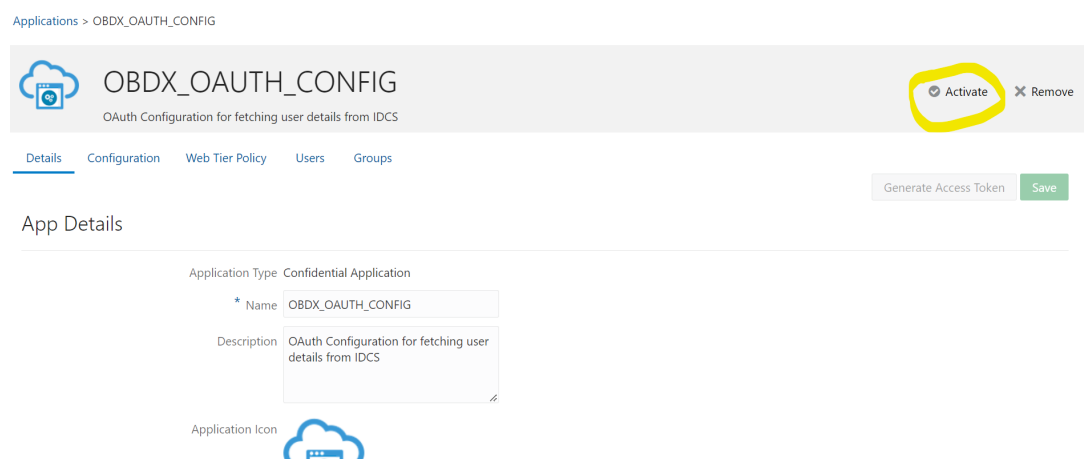 Applications > OBDX_OAUTH_CONFIG
OBDX_OAUTH_CONFIG
Activate
Remove
OAuth Configuration for fetching user details from IDCS
Details Configuration Web Tier Policy Users Groups
Generate Access Token Save
App Details
Application Type Confidential Application
* Name OBDX_OAUTH_CONFIG
Description OAuth Configuration for fetching user
details from IDCS
Application Icon